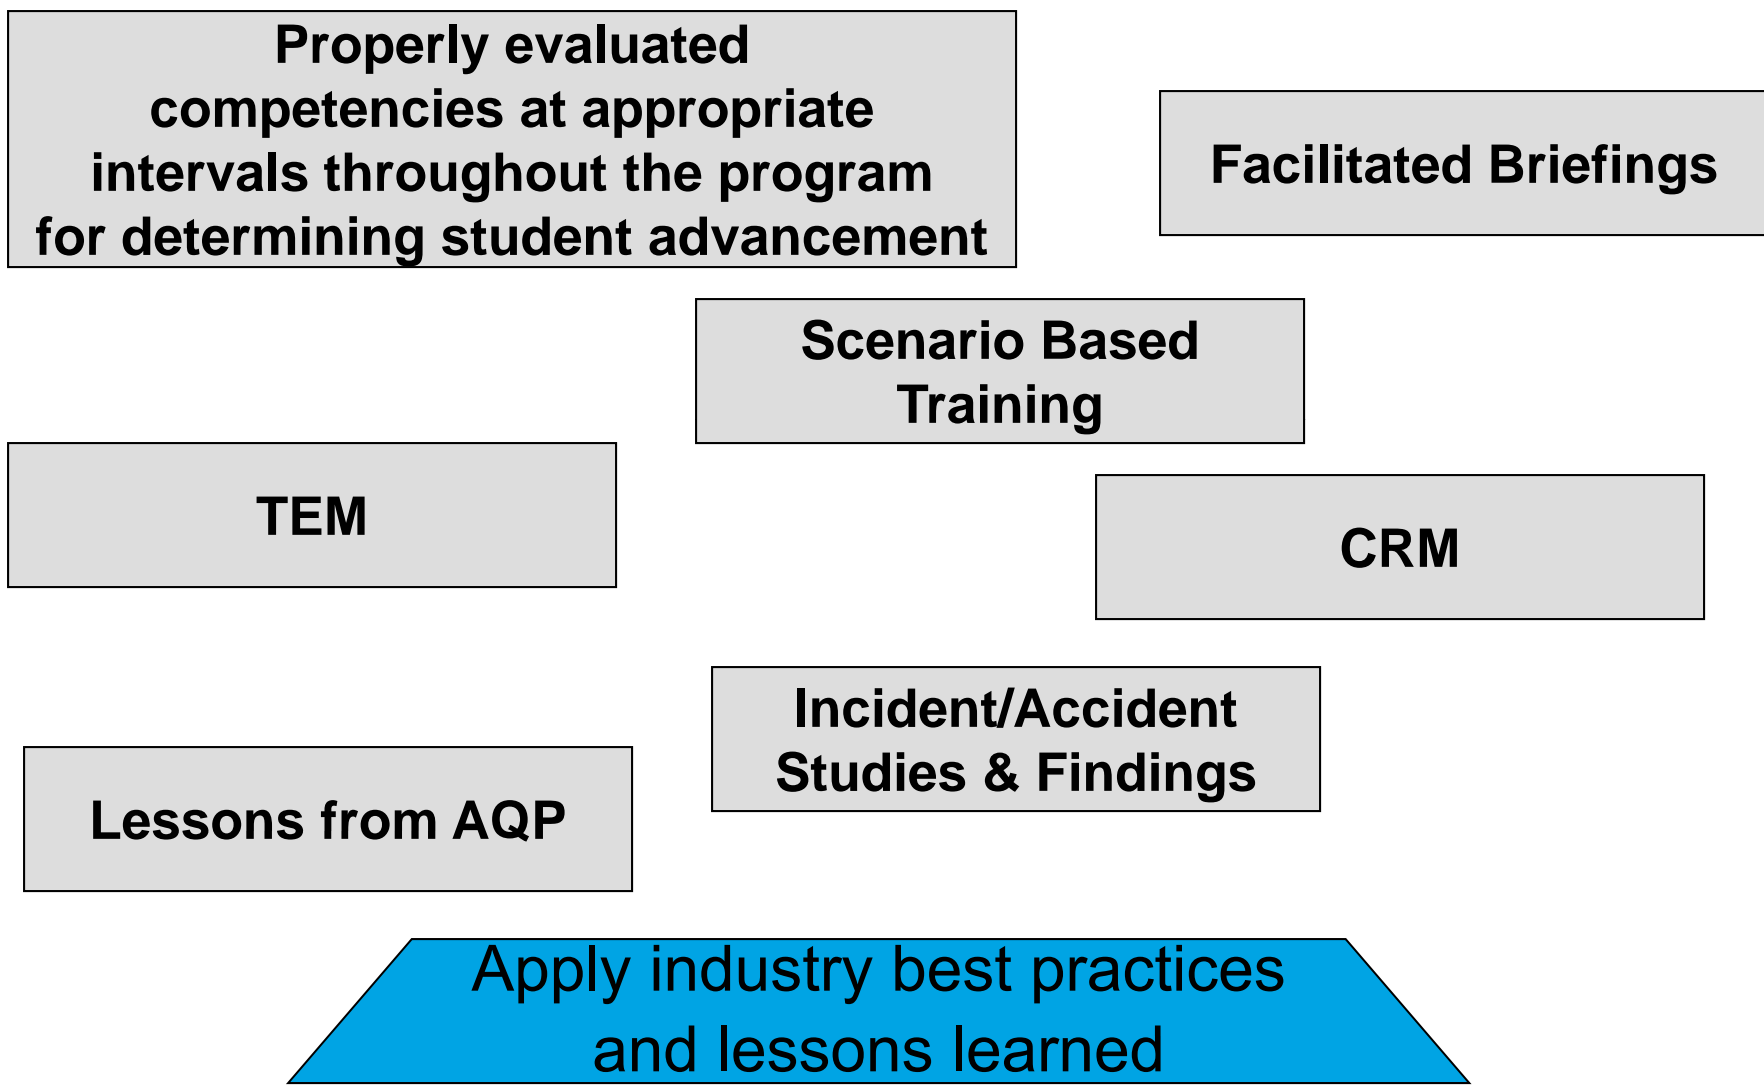 Properly evaluated
competencies at appropriate
intervals throughout the program
for determining student advancement
Facilitated Briefings
Scenario Based
Training
TEM
CRM
Incident/Accident
Studies & Findings
Lessons from AQP
Apply industry best practices
and lessons learned